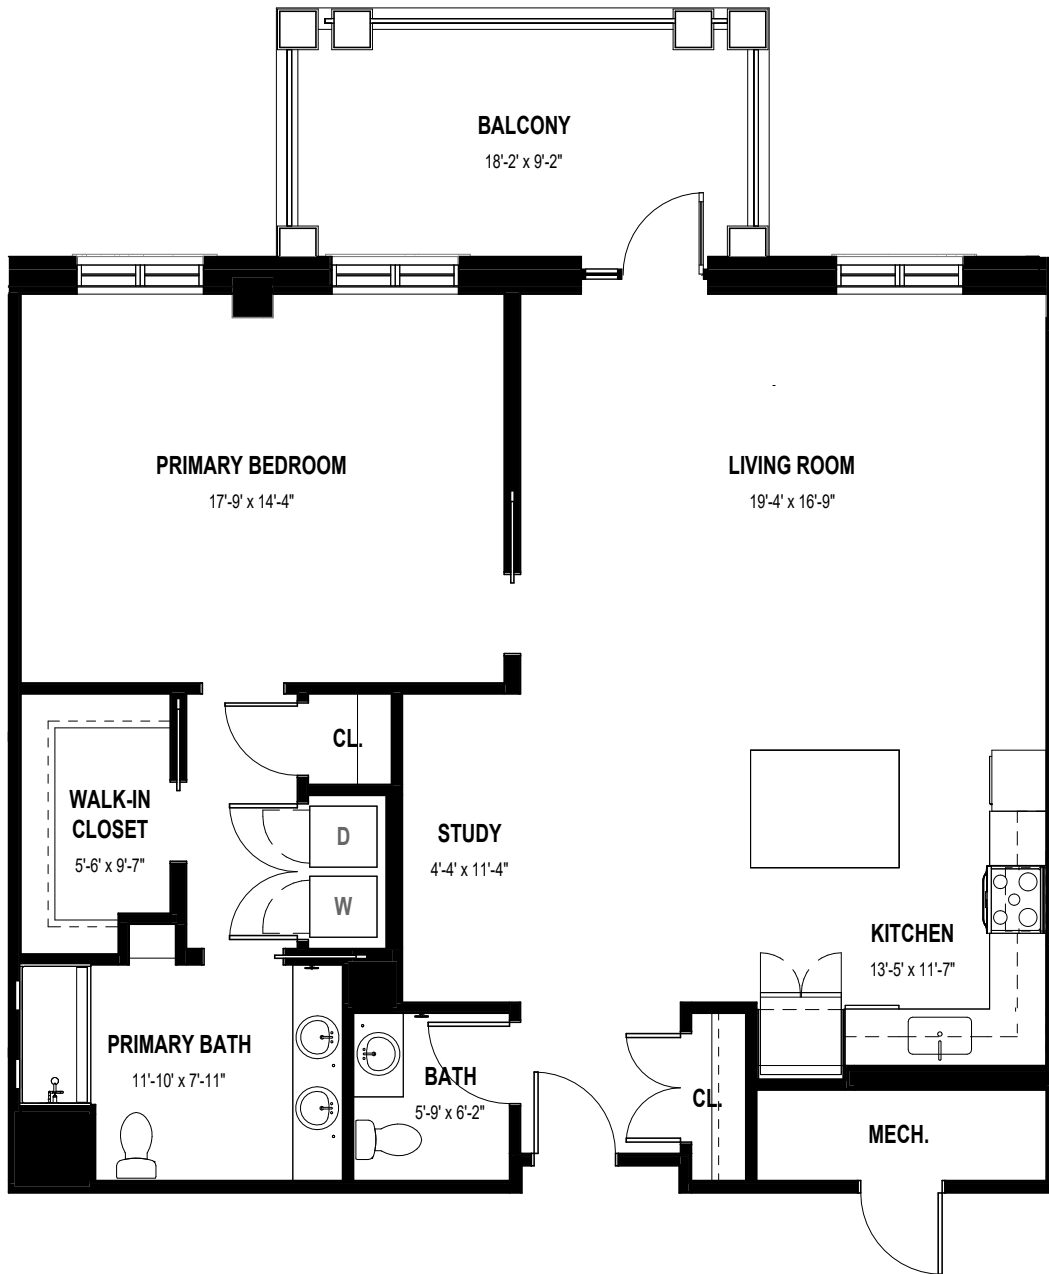 BALCONY
18'-2' x 9'-2"
PRIMARY BEDROOM
17'-9' x 14'-4"
LIVING ROOM
19'-4' x 16'-9"
CL.
WALK-IN
CLOSET
5'-6' x 9'-7"
D
W
STUDY
4'-4' x 11'-4"
KITCHEN
13'-5' x 11'-7"
PRIMARY BATH
11'-10' x 7'-11"
BATH
5'-9' x 6'-2"
CL.
MECH.